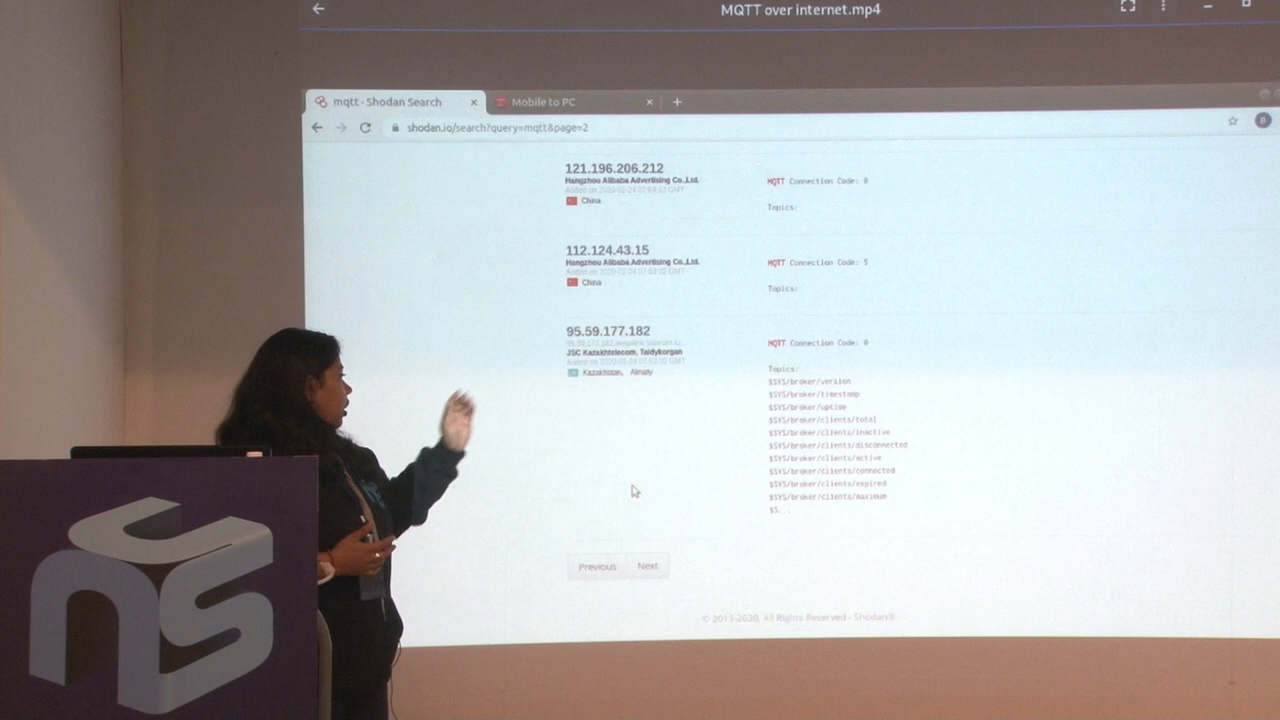 MQTT over internet.mp4
mqtt - Shodan Search
Mobile to PC
shodan.io/search?query=mqtt&page=2
121.196.206.212
Hangzhou Alibaba Advertising Co.,Ltd.
China
MQTT Connection Code: 0
Topics:
112.124.43.15
Hangzhou Alibaba Advertising Co.,Ltd.
China
MQTT Connection Code: 5
Topics:
95.59.177.182
JSC Kazakhtelecom, Taldykorgan
Kazakhstan, Almaty
MQTT Connection Code: 0
Topics:
$SYS/broker/version
$SYS/broker/timestamp
$SYS/broker/uptime
$SYS/broker/clients/total
$SYS/broker/clients/inactive
$SYS/broker/clients/disconnected
$SYS/broker/clients/active
$SYS/broker/clients/connected
$SYS/broker/clients/expired
$SYS/broker/clients/maximum
$S...
Previous
Next
© 2013-2020, All Rights Reserved - Shodan®